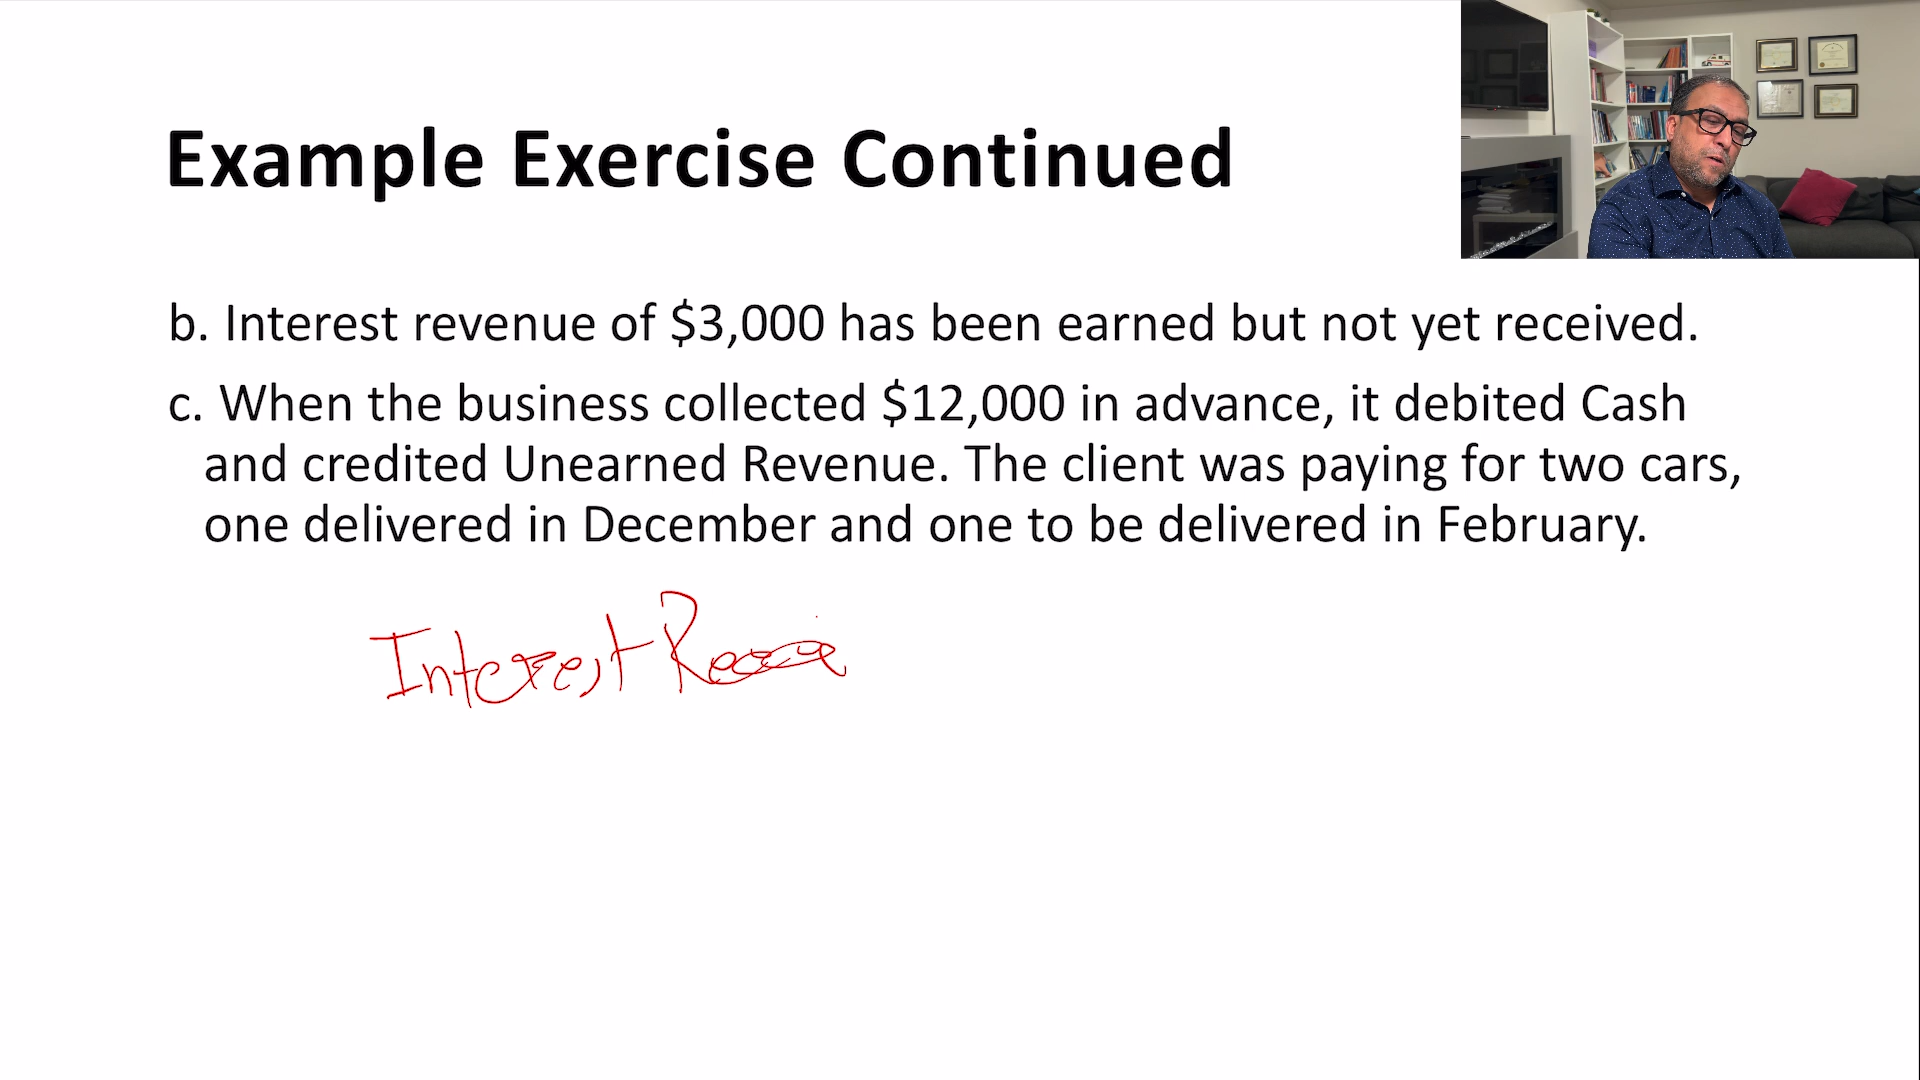 Example Exercise Continued
b. Interest revenue of $3,000 has been earned but not yet received.
c. When the business collected $12,000 in advance, it debited Cash
and credited Unearned Revenue. The client was paying for two cars,
one delivered in December and one to be delivered in February.
Interest